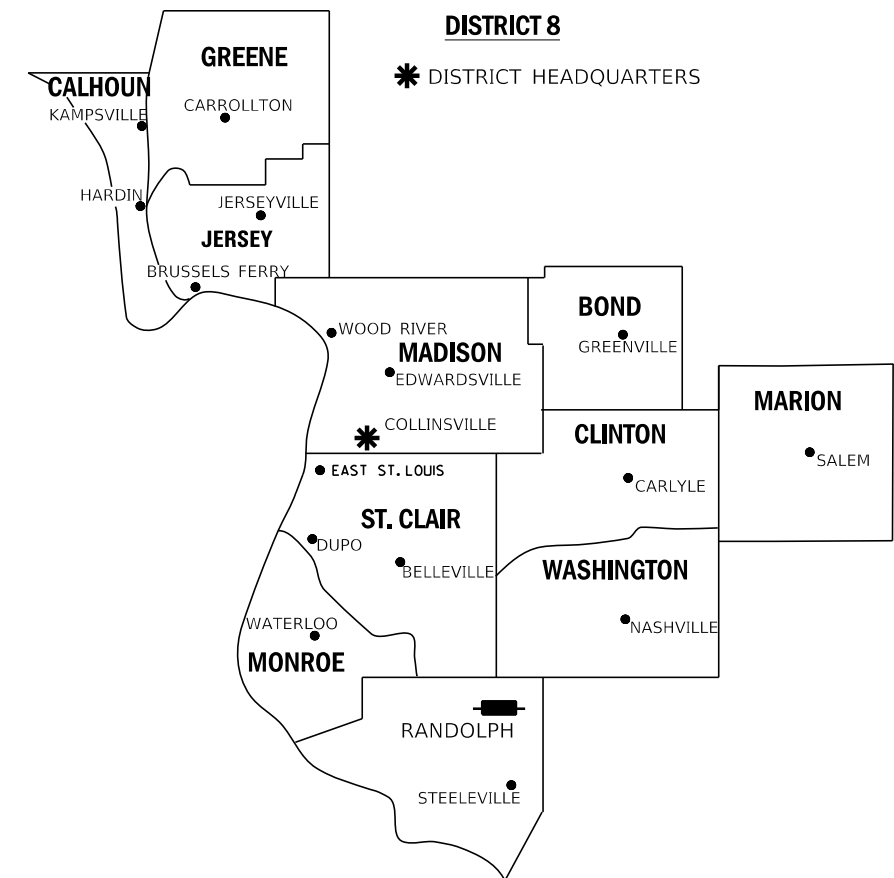 DISTRICT 8
DISTRICT HEADQUARTERS
GREENE
CALHOUN
KAMPSVILLE
CARROLLTON
HARDIN
JERSEYVILLE
JERSEY
BRUSSELS FERRY
BOND
WOOD RIVER
GREENVILLE
MADISON
EDWARDSVILLE
MARION
COLLINSVILLE
CLINTON
SALEM
EAST ST. LOUIS
CARLYLE
ST. CLAIR
DUPO
BELLEVILLE
WASHINGTON
WATERLOO
NASHVILLE
MONROE
RANDOLPH
STEELEVILLE